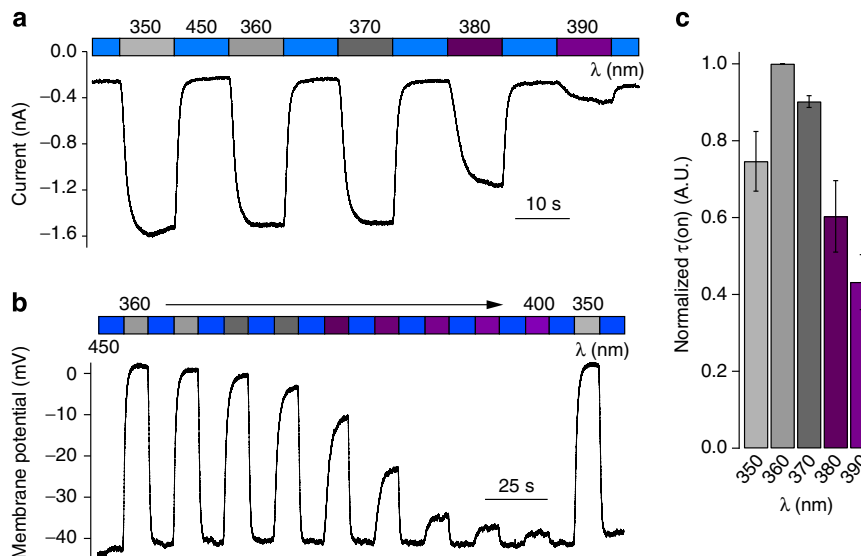 a
350 450 360 370 380 390
λ (nm)
0.0
−0.4
−0.8
−1.2
−1.6
Current (nA)
10 s
b
360 400 350
450
λ (nm)
0
−10
−20
−30
−40
Membrane potential (mV)
25 s
c
1.0
0.8
0.6
0.4
0.2
0.0
Normalized τ(on) (A.U.)
350 360 370 380 390
λ (nm)